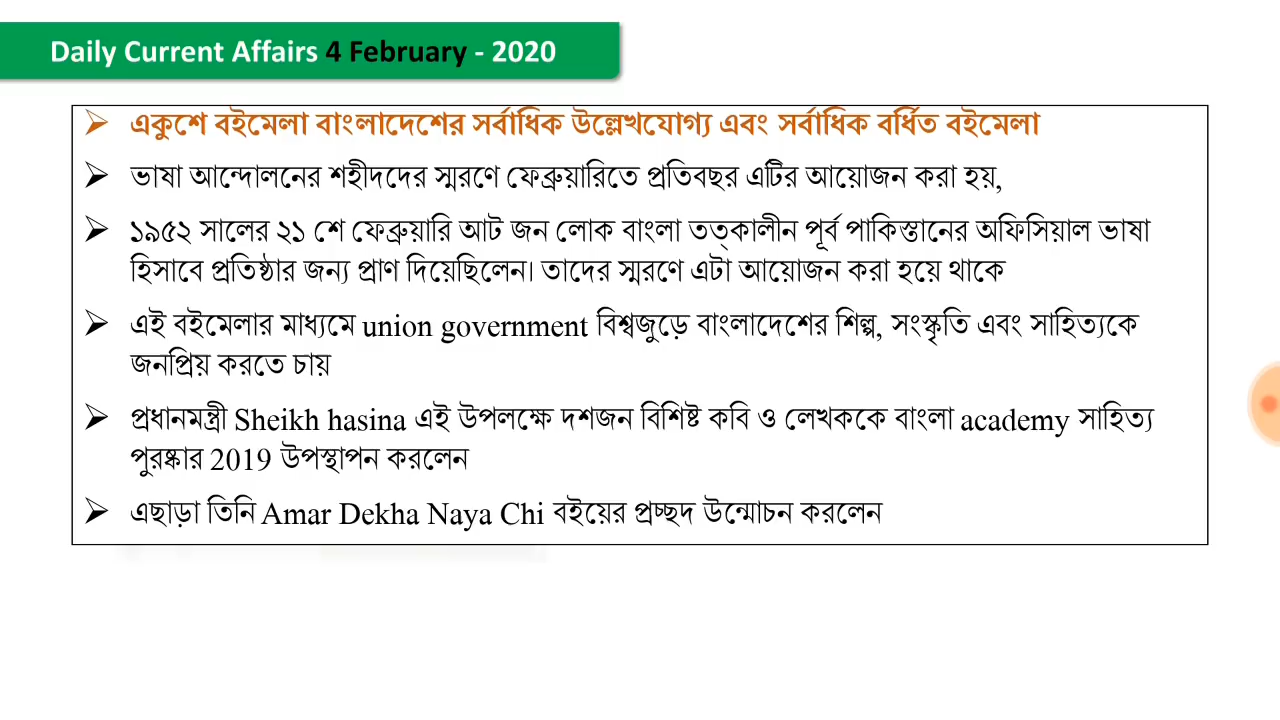 Daily Current Affairs 4 February - 2020
➢ একুশে বইমেলা বাংলাদেশের সর্বাধিক উল্লেখযোগ্য এবং সর্বাধিক বর্ধিত বইমেলা
➢ ভাষা আন্দোলনের শহীদদের স্মরণে ফেব্রুয়ারিতে প্রতিবছর এটির আয়োজন করা হয়,
➢ ১৯৫২ সালের ২১ শে ফেব্রুয়ারি আট জন লোক বাংলা তত্কালীন পূর্ব পাকিস্তানের অফিসিয়াল ভাষা
হিসাবে প্রতিষ্ঠার জন্য প্রাণ দিয়েছিলেন। তাদের স্মরণে এটা আয়োজন করা হয়ে থাকে
➢ এই বইমেলার মাধ্যমে union government বিশ্বজুড়ে বাংলাদেশের শিল্প, সংস্কৃতি এবং সাহিত্যকে
জনপ্রিয় করতে চায়
➢ প্রধানমন্ত্রী Sheikh hasina এই উপলক্ষে দশজন বিশিষ্ট কবি ও লেখককে বাংলা academy সাহিত্য
পুরষ্কার 2019 উপস্থাপন করলেন
➢ এছাড়া তিনি Amar Dekha Naya Chi বইয়ের প্রচ্ছদ উন্মোচন করলেন